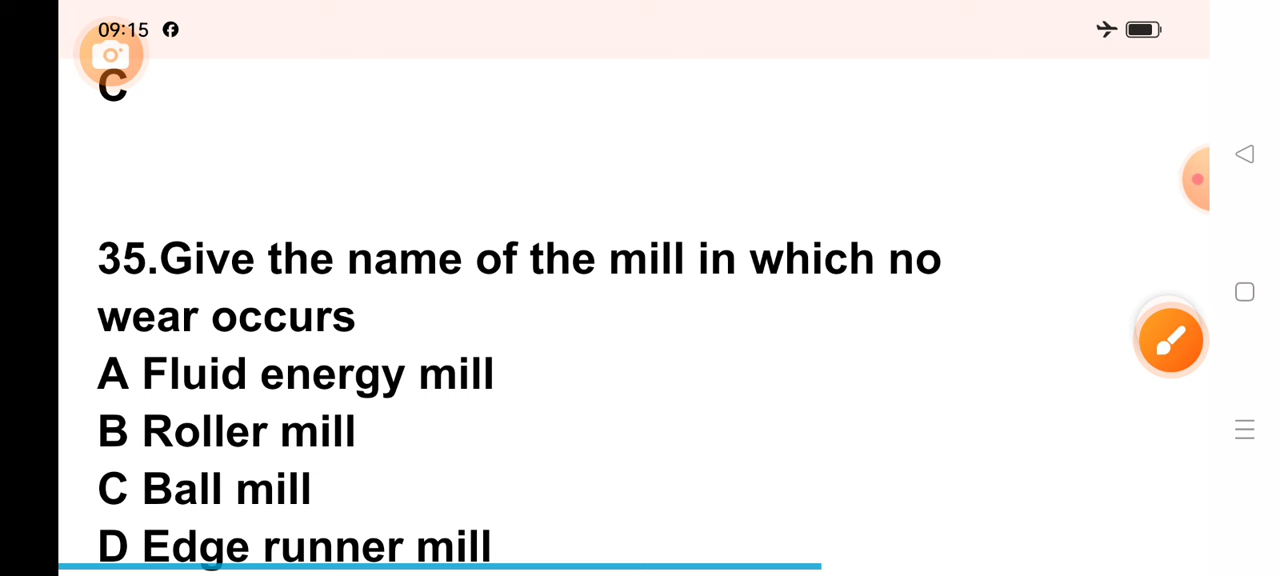 09:15
C
35.Give the name of the mill in which no
wear occurs
A Fluid energy mill
B Roller mill
C Ball mill
D Edge runner mill